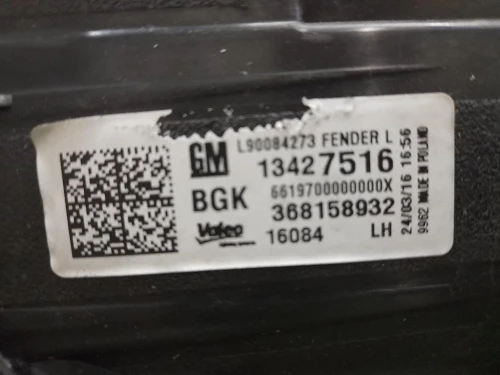 GM L90084273 FENDER L
13427516
BGK 6619700000000X
368158932
Valeo 16084 LH
24/03/16 16:56
9962 MADE IN POLAND